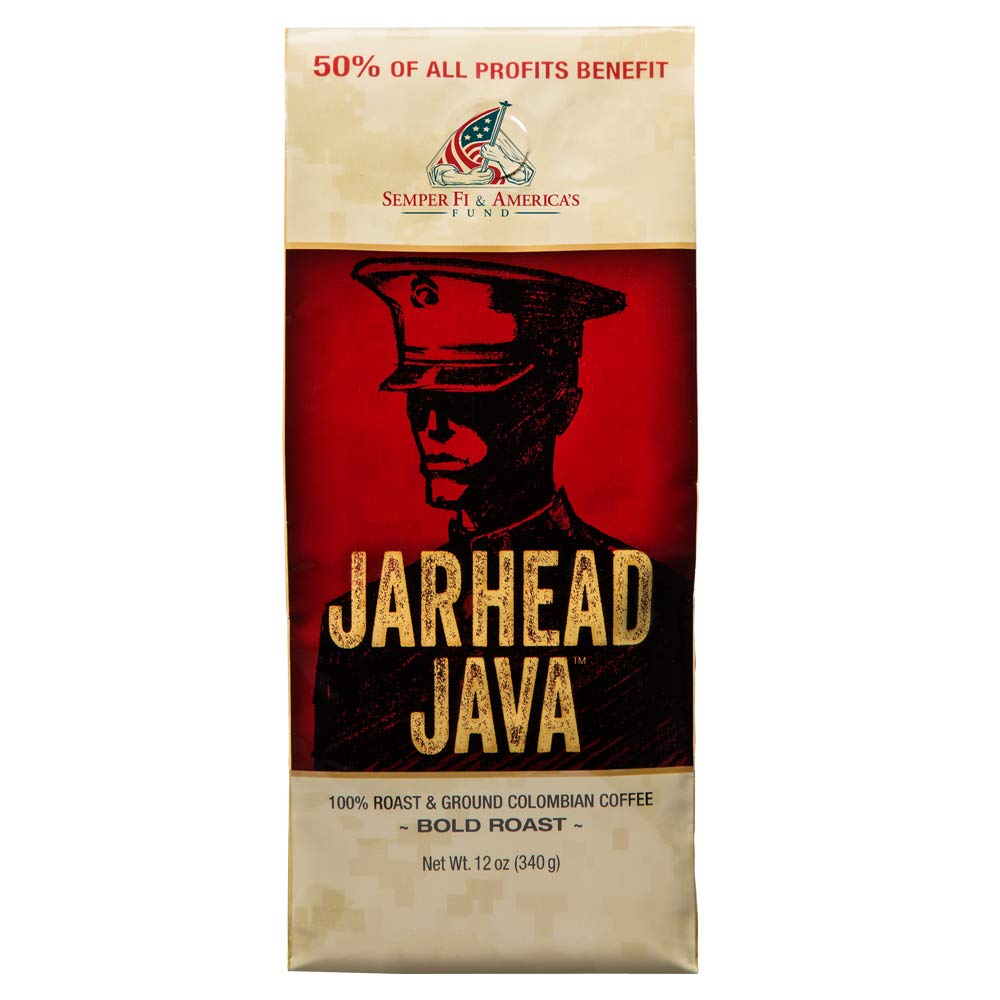 50% OF ALL PROFITS BENEFIT
SEMPER FI & AMERICA'S
FUND
JARHEAD
JAVA™
100% ROAST & GROUND COLOMBIAN COFFEE
~ BOLD ROAST ~
Net Wt. 12 oz (340 g)